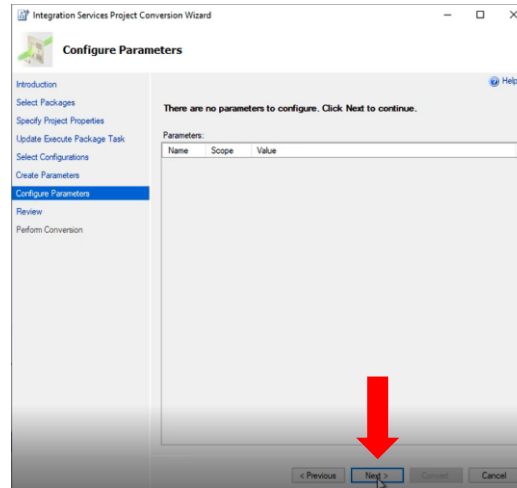 Integration Services Project Conversion Wizard
Configure Parameters
Help
Introduction
Select Packages
Specify Project Properties
Update Execute Package Task
Select Configurations
Create Parameters
Configure Parameters
Review
Perform Conversion
There are no parameters to configure. Click Next to continue.
Parameters:
Name Scope Value
< Previous Next > Convert Cancel